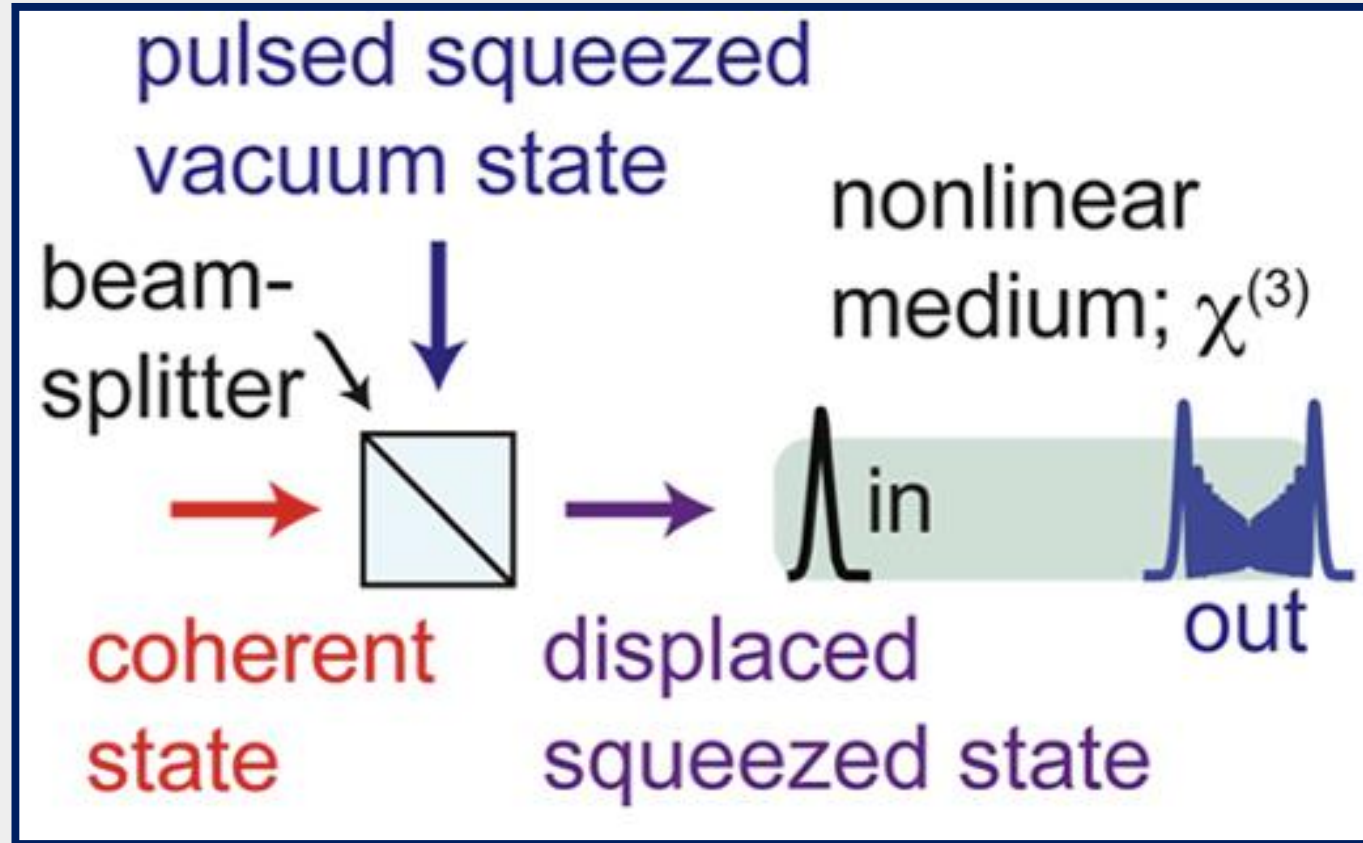 pulsed squeezed
vacuum state
beam-
splitter
nonlinear
medium; χ⁽³⁾
in
out
coherent
state
displaced
squeezed state